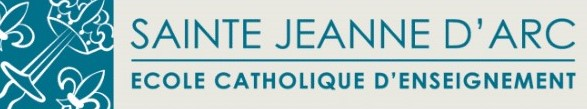 SAINTE JEANNE D'ARC
ECOLE CATHOLIQUE D'ENSEIGNEMENT